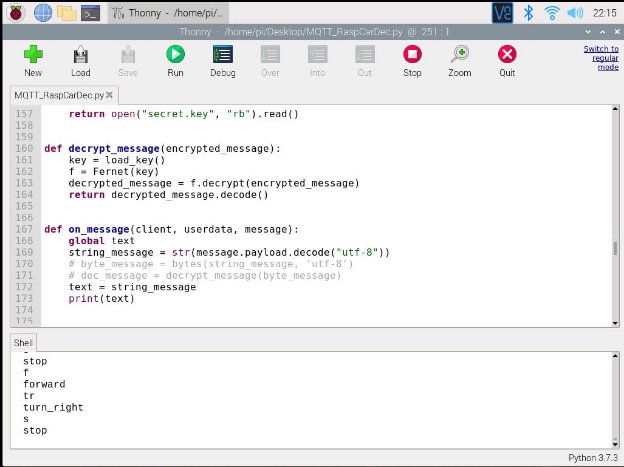 Thonny - /home/pi/...
22:15
Thonny - /home/pi/Desktop/MQTT_RaspCarDec.py @ 251 : 1
New Load Save Run Debug Over Into Out Stop Zoom Quit
Switch to
regular
mode
MQTT_RaspCarDec.py
157     return open("secret.key", "rb").read()
158
159
160 def decrypt_message(encrypted_message):
161     key = load_key()
162     f = Fernet(key)
163     decrypted_message = f.decrypt(encrypted_message)
164     return decrypted_message.decode()
165
166
167 def on_message(client, userdata, message):
168     global text
169     string_message = str(message.payload.decode("utf-8"))
170     # byte_message = bytes(string_message, 'utf-8')
171     # dec_message = decrypt_message(byte_message)
172     text = string_message
173     print(text)
174
175
Shell
stop
f
forward
tr
turn_right
s
stop
Python 3.7.3